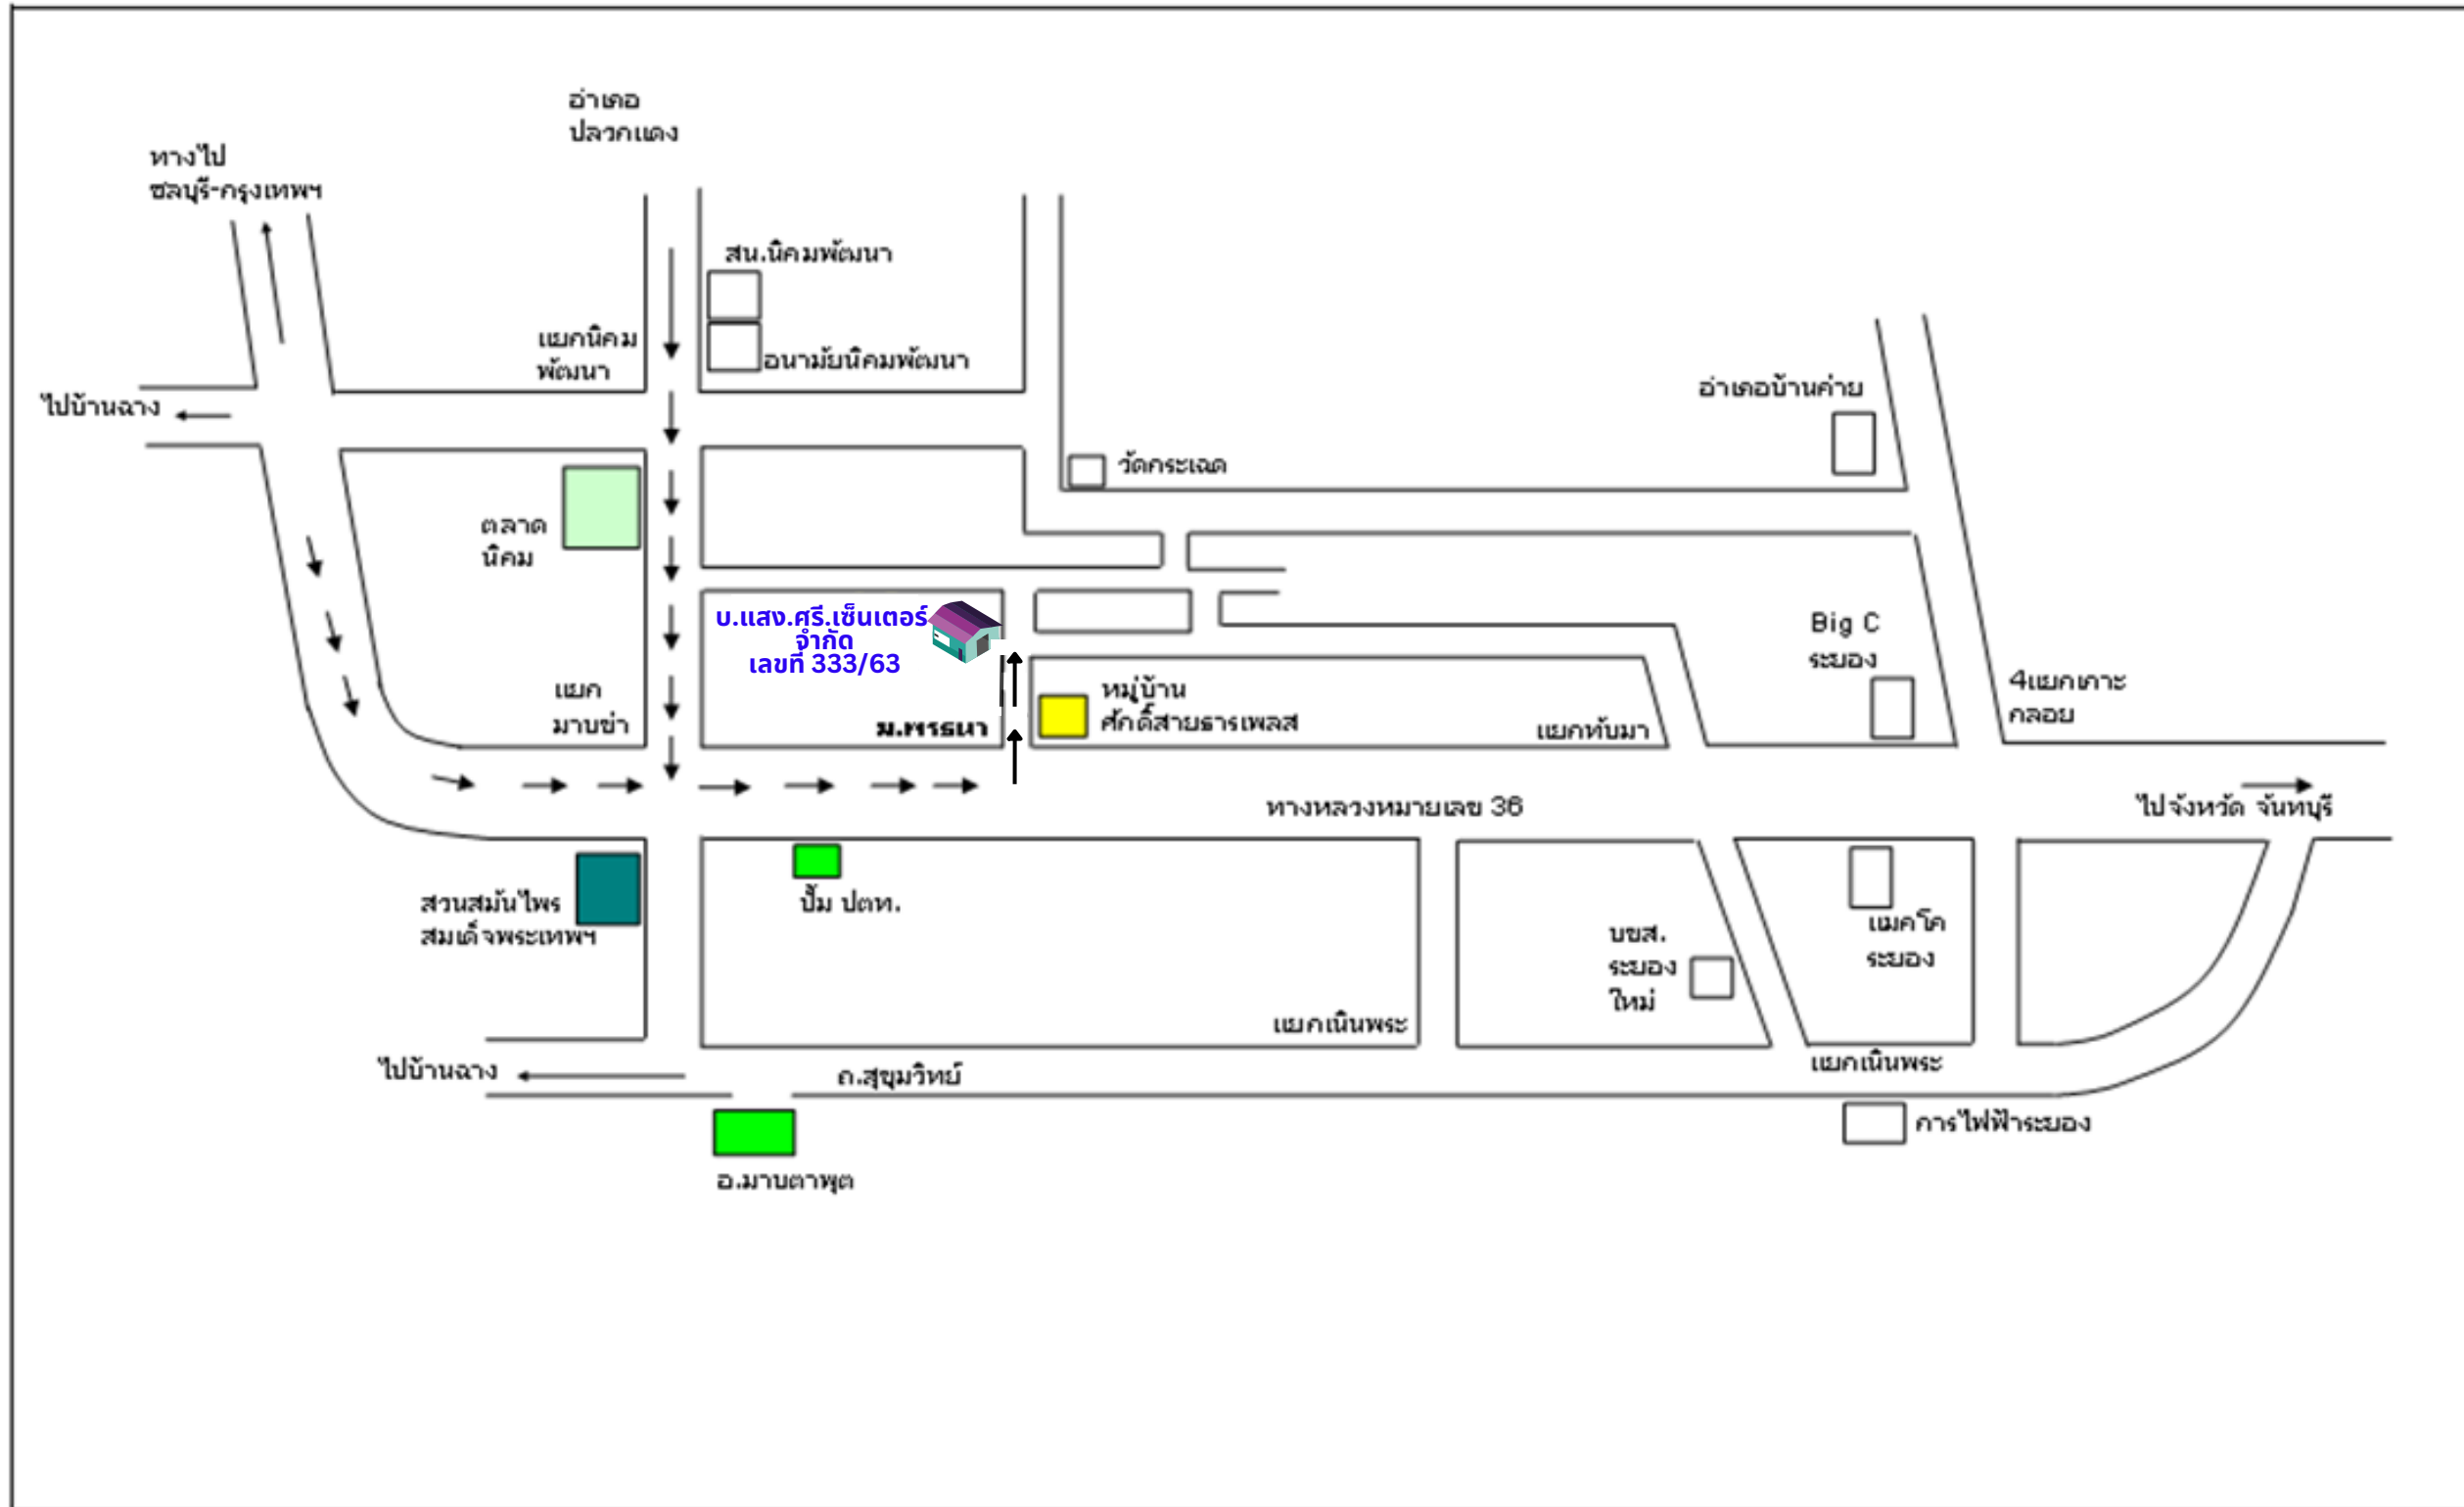 อำเภอ
ปลวกแดง
ทางไป
ชลบุรี-กรุงเทพฯ
สน.นิคมพัฒนา
แยกนิคม
พัฒนา
อนามัยนิคมพัฒนา
ไปบ้านฉาง
อำเภอบ้านค่าย
วัดกระเฉด
ตลาด
นิคม
บ.แสง.ศรี.เซ็นเตอร์
จำกัด
เลขที่ 333/63
Big C
ระยอง
แยก
มาบข่า
หมู่บ้าน
ศักดิ์สายธารเพลส
ม.พรธนา
แยกทับมา
4แยกเกาะ
กลอย
ทางหลวงหมายเลข 36
ไปจังหวัด จันทบุรี
สวนสมันไพร
สมเด็จพระเทพฯ
ปั๊ม ปตท.
บขส.
ระยอง
ใหม่
แมคโค
ระยอง
แยกเนินพระ
ไปบ้านฉาง
ถ.สุขุมวิทย์
แยกเนินพระ
การไฟฟ้าระยอง
อ.มาบตาพุต